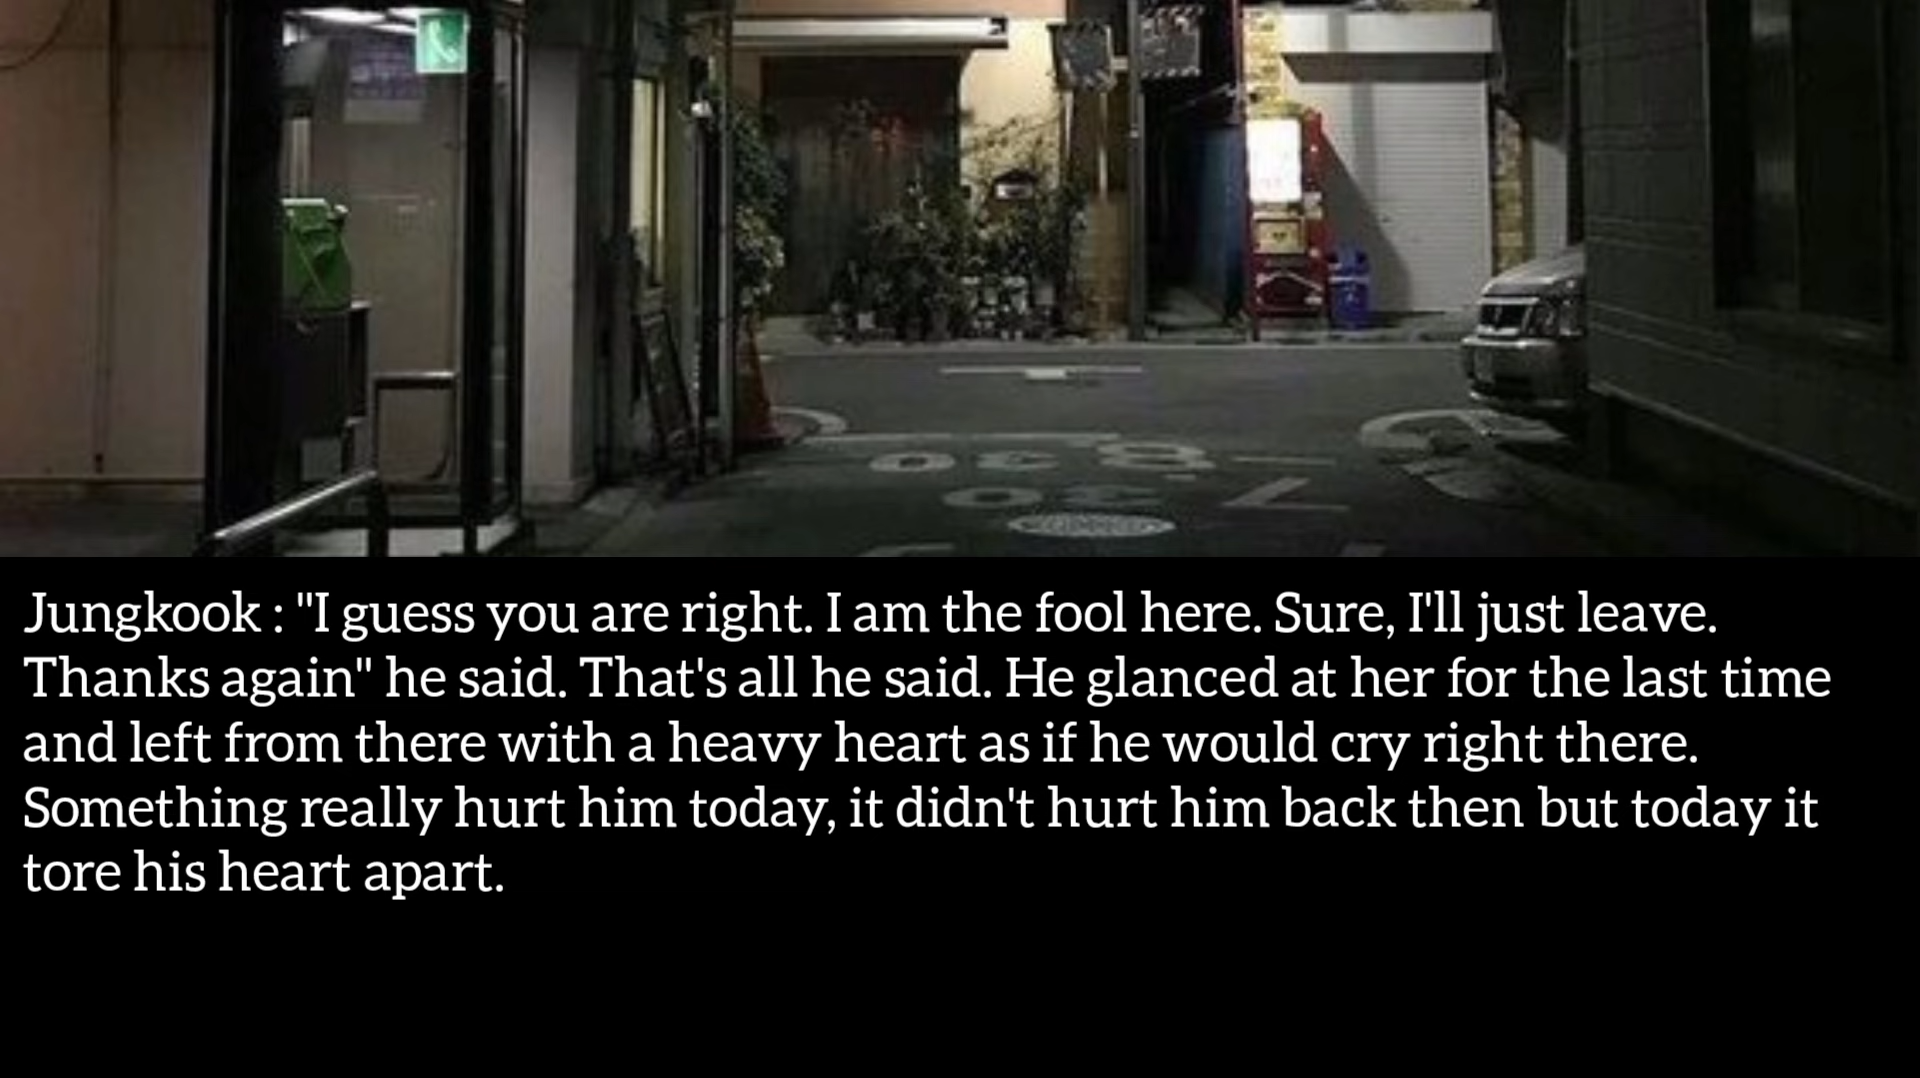 Jungkook : "I guess you are right. I am the fool here. Sure, I'll just leave.
Thanks again" he said. That's all he said. He glanced at her for the last time
and left from there with a heavy heart as if he would cry right there.
Something really hurt him today, it didn't hurt him back then but today it
tore his heart apart.